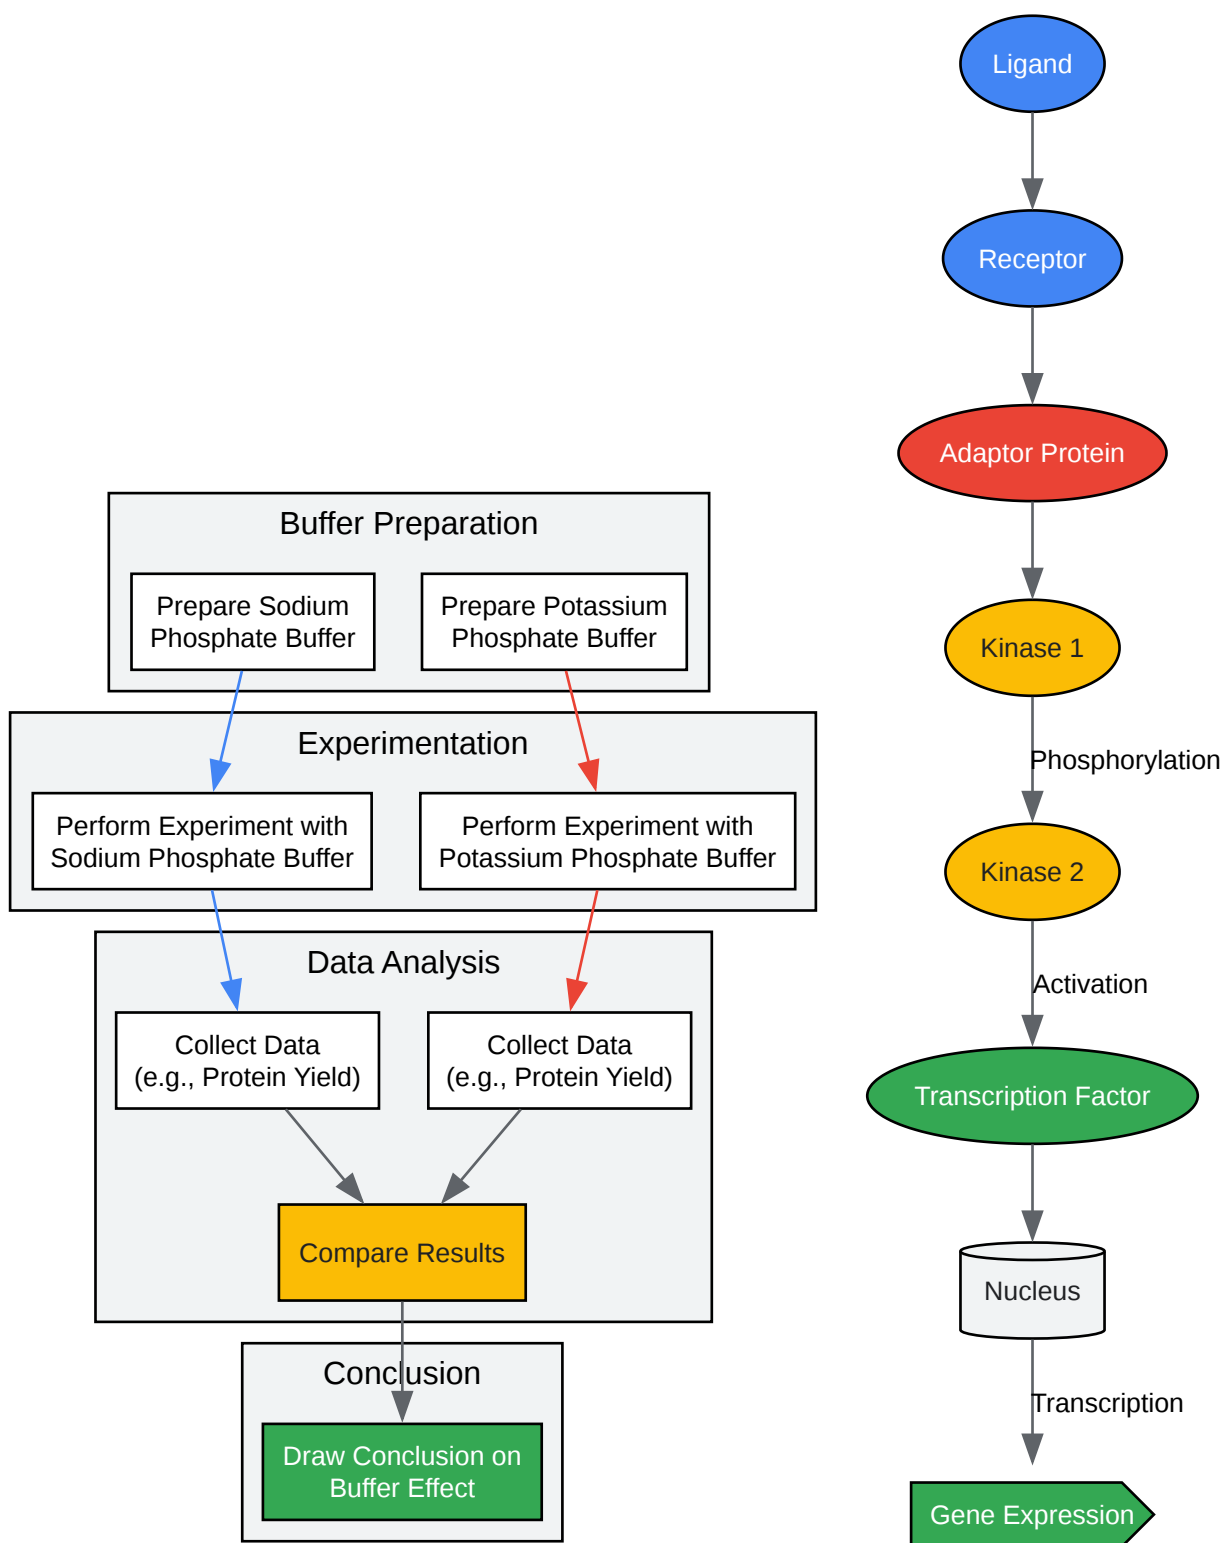 Buffer Preparation
Prepare Sodium
Phosphate Buffer
Prepare Potassium
Phosphate Buffer
Experimentation
Perform Experiment with
Sodium Phosphate Buffer
Perform Experiment with
Potassium Phosphate Buffer
Data Analysis
Collect Data
(e.g., Protein Yield)
Collect Data
(e.g., Protein Yield)
Compare Results
Conclusion
Draw Conclusion on
Buffer Effect
Ligand
Receptor
Adaptor Protein
Kinase 1
Phosphorylation
Kinase 2
Activation
Transcription Factor
Nucleus
Transcription
Gene Expression